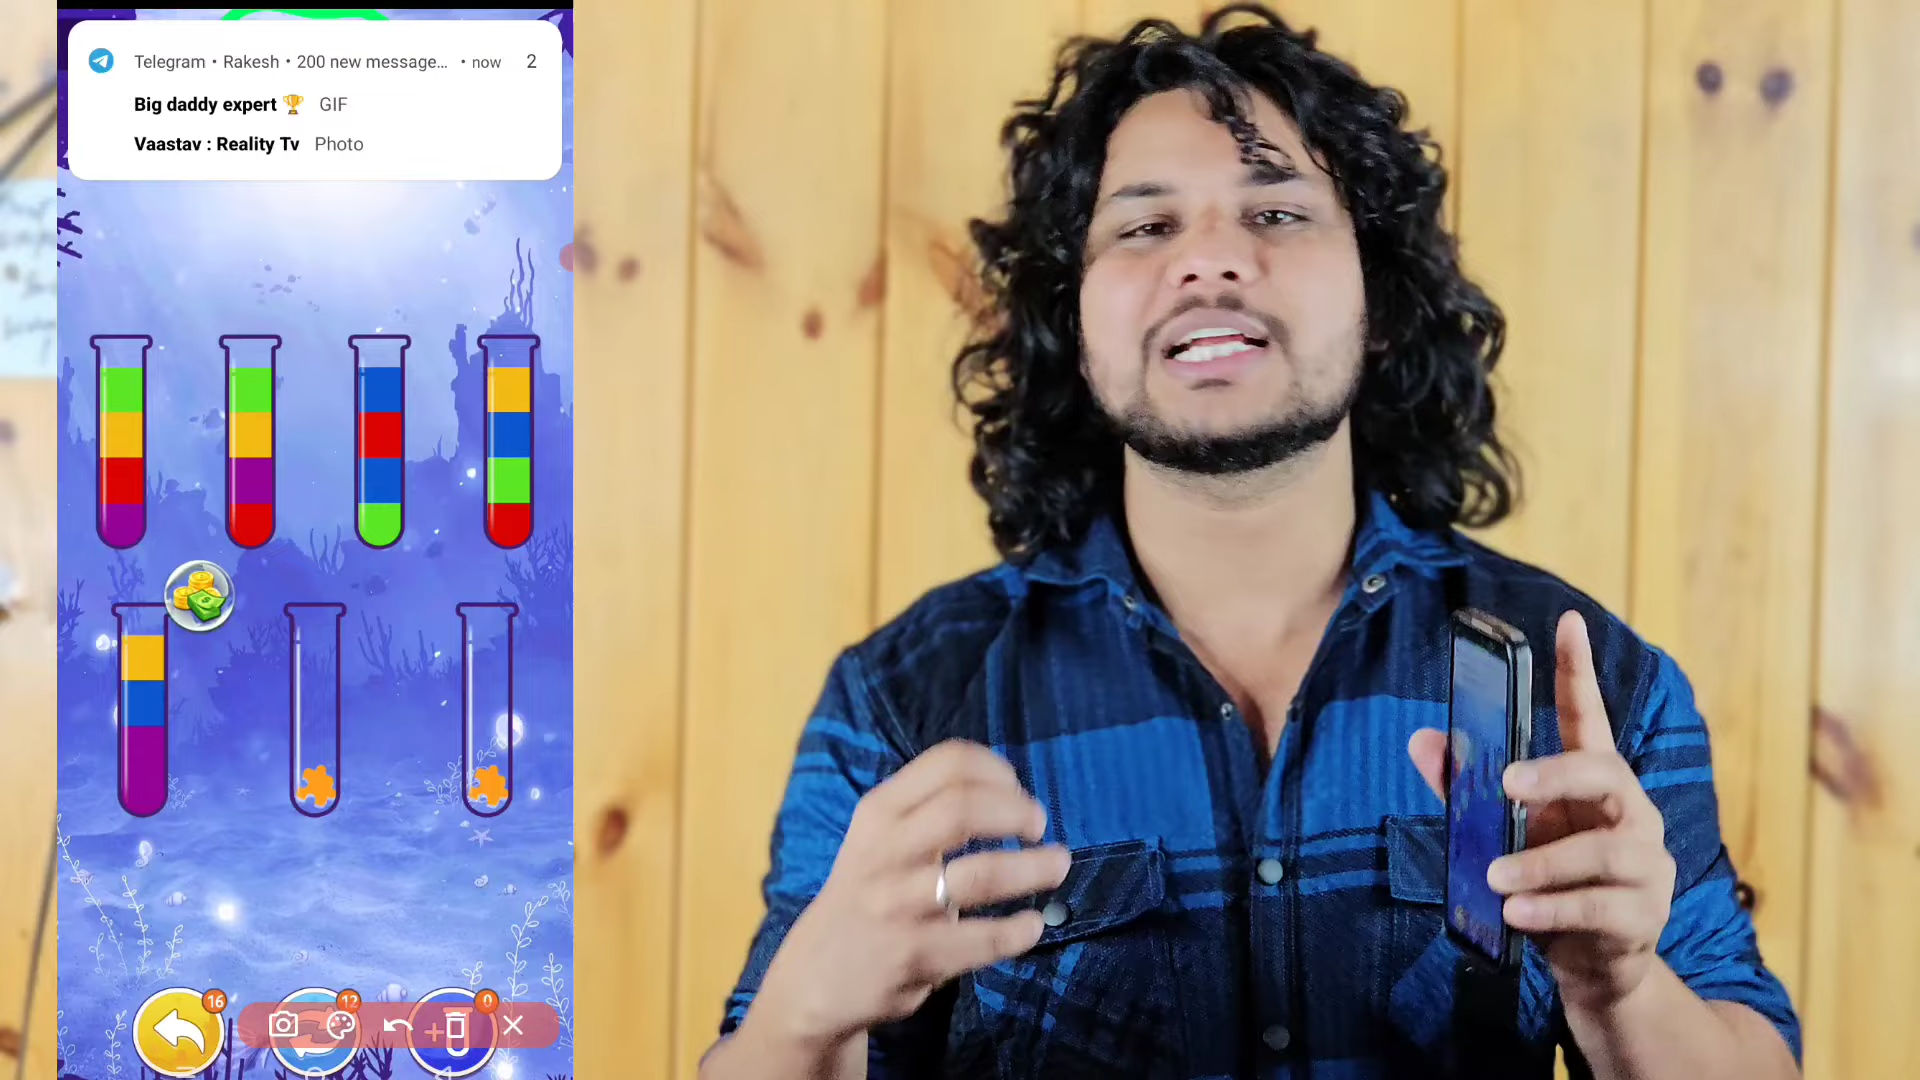 Telegram • Rakesh • 200 new message... • now 2
Big daddy expert 🏆 GIF
Vaastav : Reality Tv Photo
16
12
0